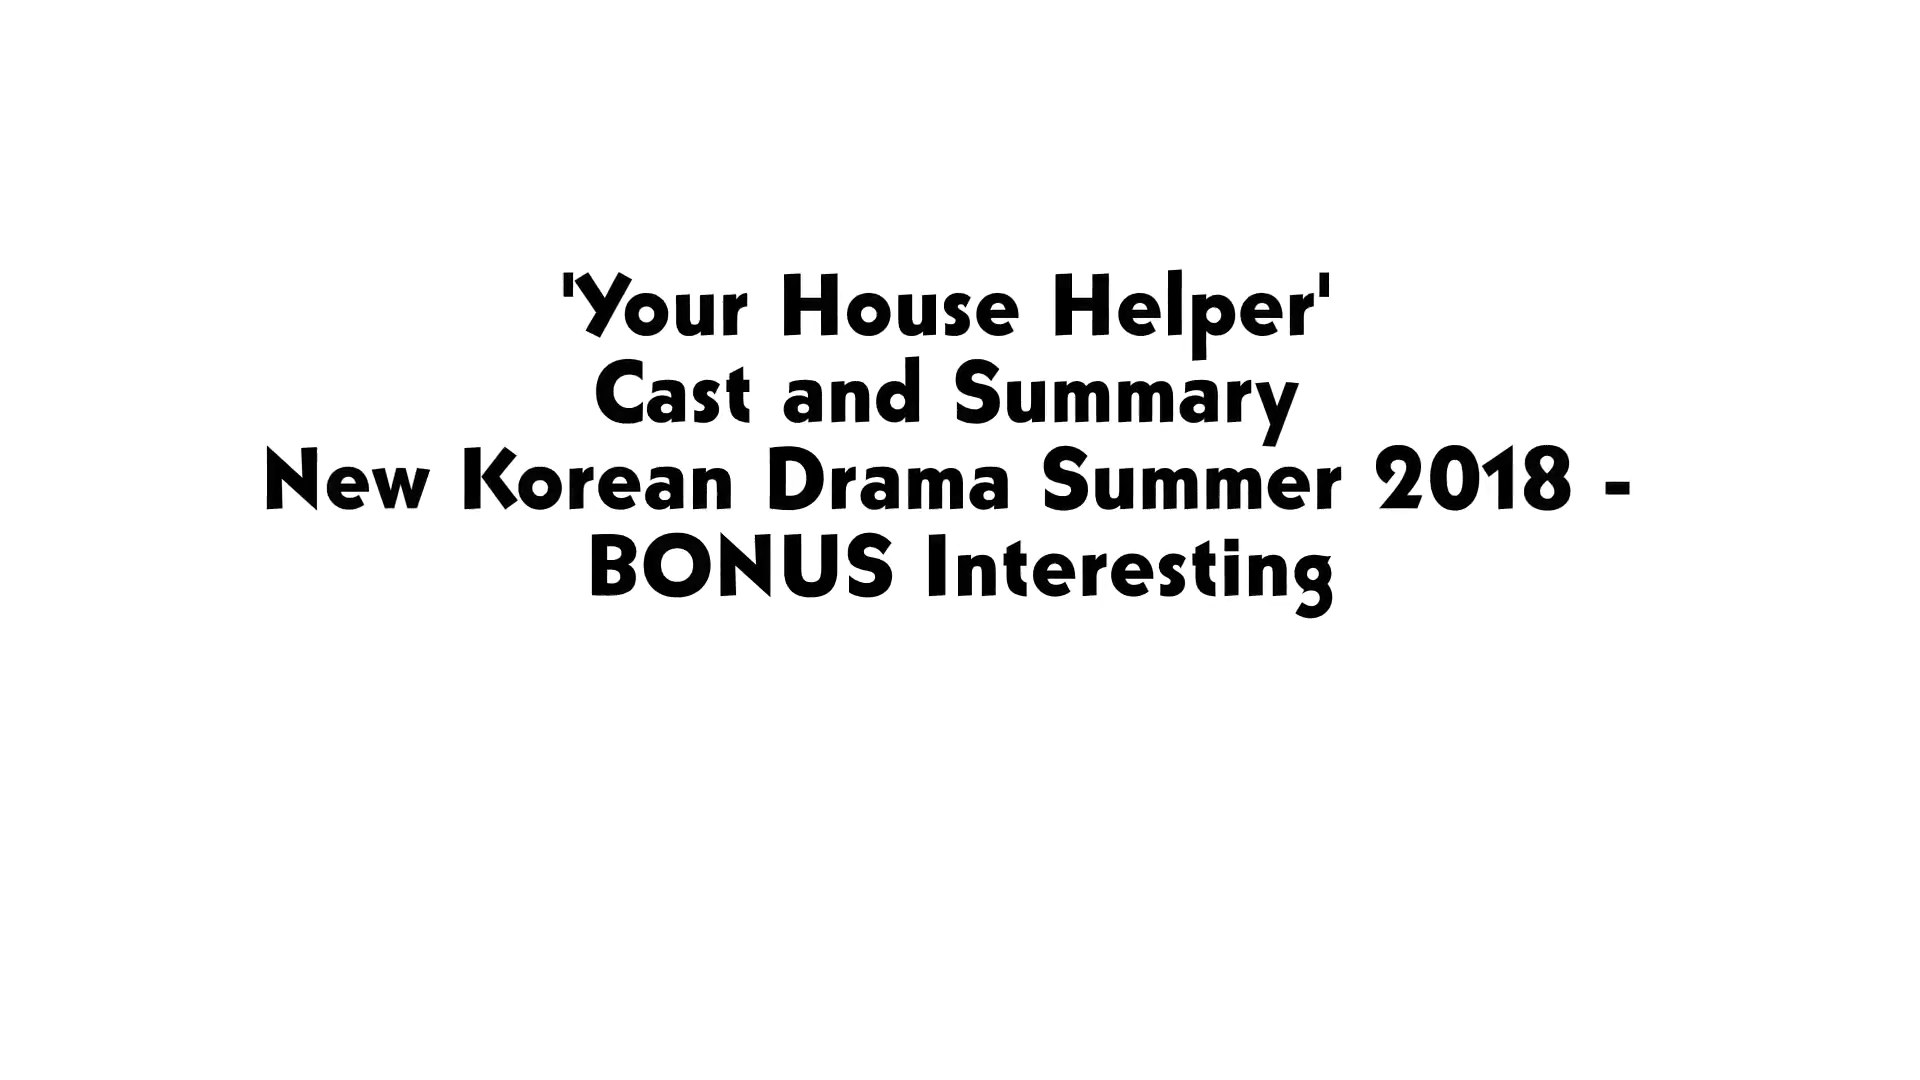 'Your House Helper'
Cast and Summary
New Korean Drama Summer 2018 -
BONUS Interesting